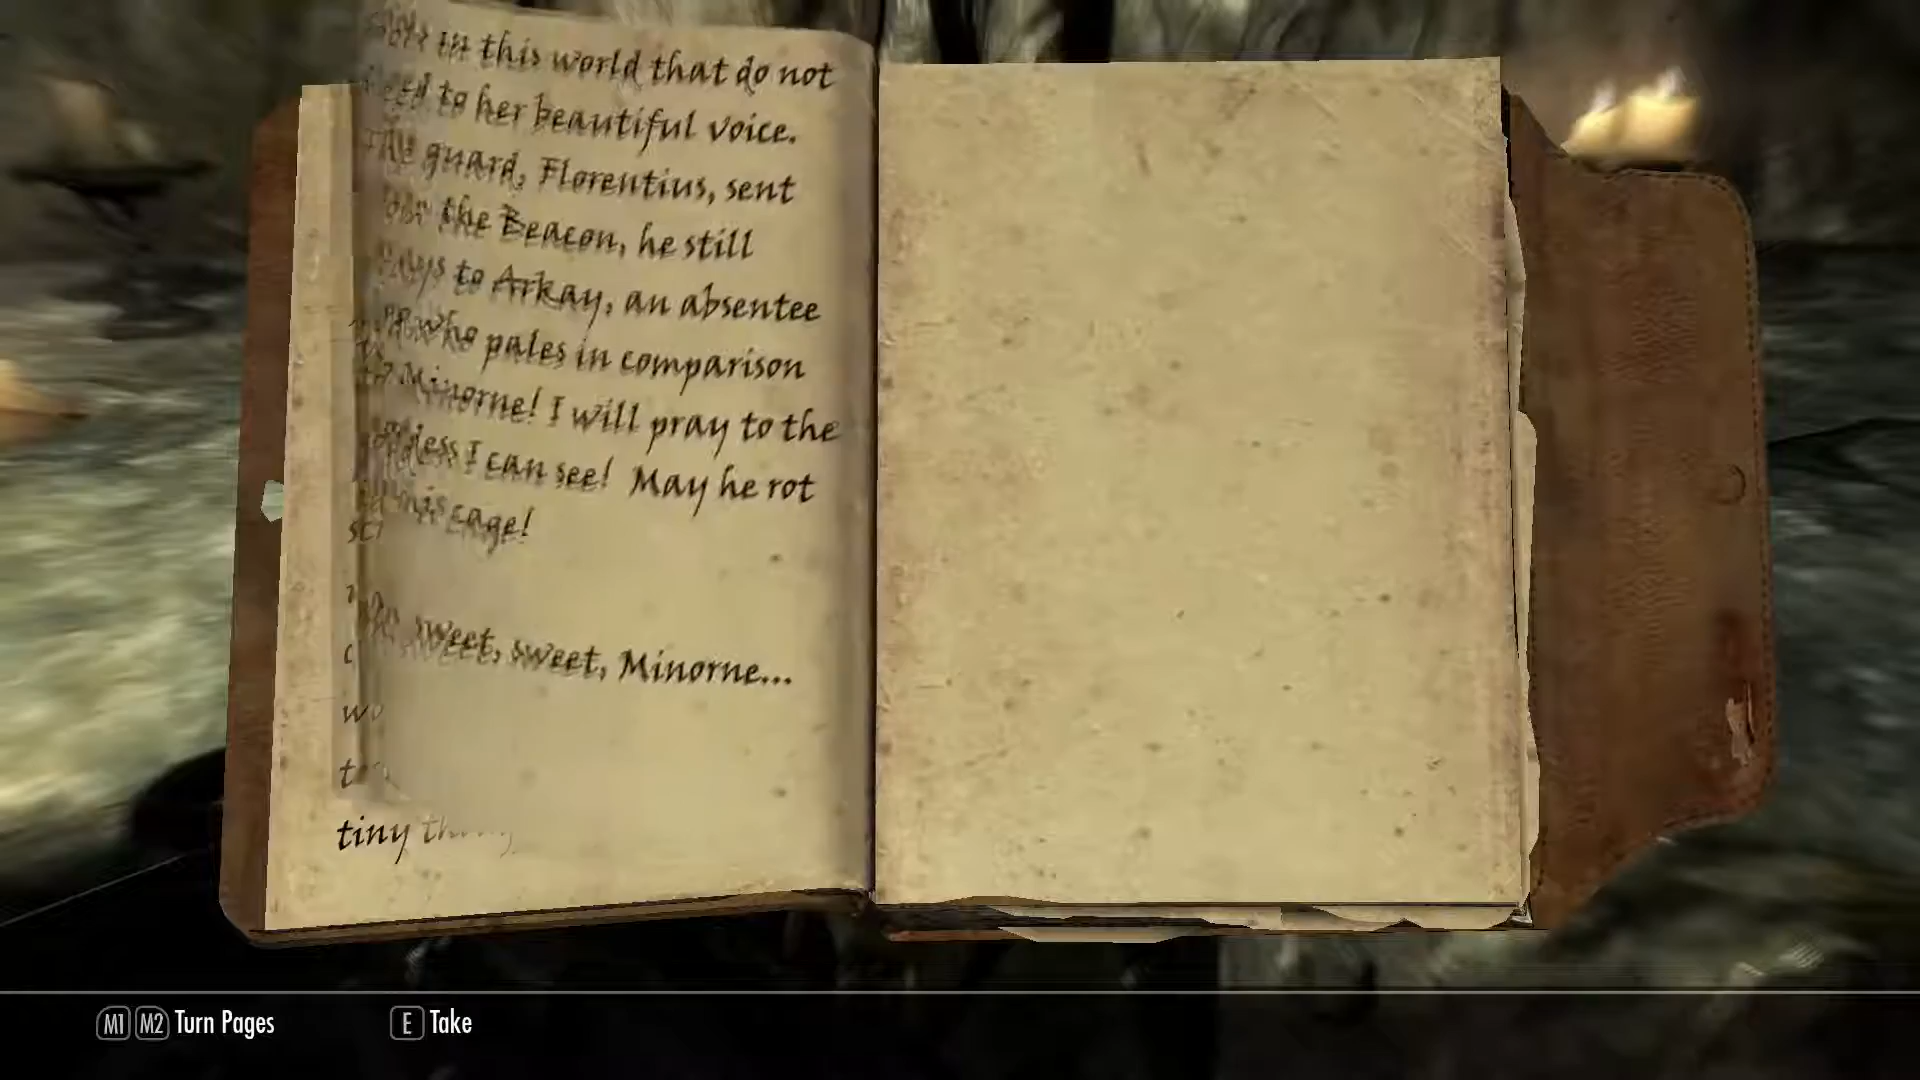 in this world that do not
to her beautiful voice.
guard, Florentius, sent
the Beacon, he still
to Arkay, an absentee
who pales in comparison
Minorne! I will pray to the
I can see! May he rot
cage!
sweet, sweet, Minorne...
tiny
M1 M2 Turn Pages
E Take